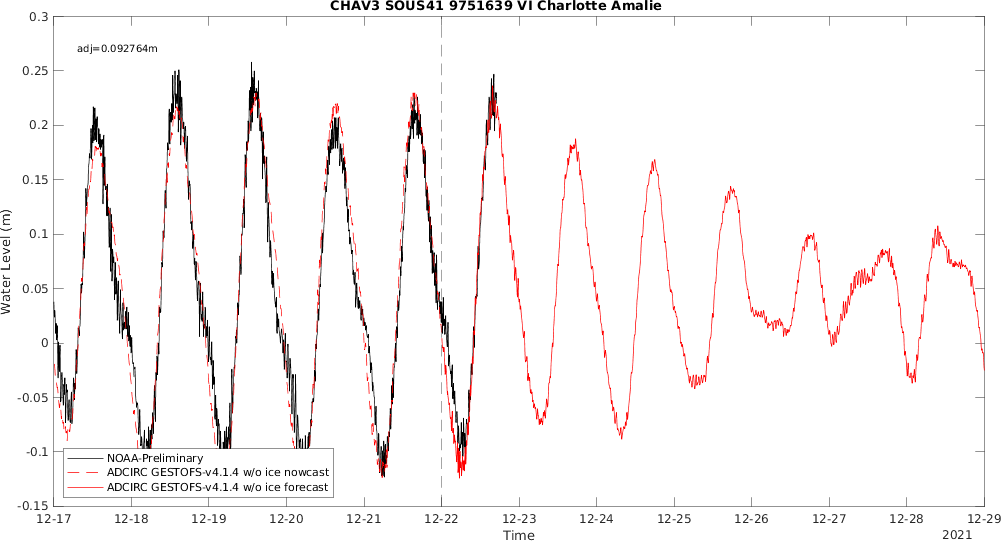 CHAV3 SOUS41 9751639 VI Charlotte Amalie
adj=0.092764m
0.3
0.25
0.2
0.15
0.1
0.05
0
-0.05
-0.1
-0.15
Water Level (m)
NOAA-Preliminary
ADCIRC GESTOFS-v4.1.4 w/o ice nowcast
ADCIRC GESTOFS-v4.1.4 w/o ice forecast
12-17 12-18 12-19 12-20 12-21 12-22 12-23 12-24 12-25 12-26 12-27 12-28 12-29
Time
2021